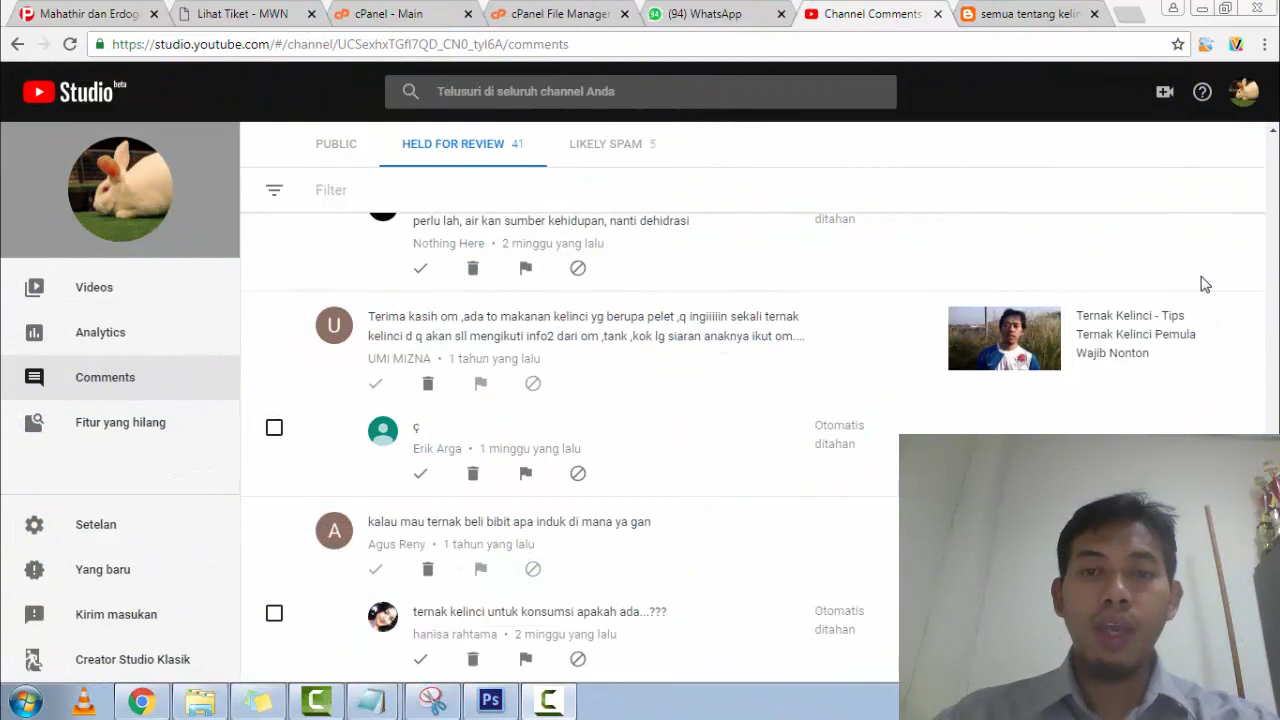 Mahathir dan Erdog
Lihat Tiket - MWN
cPanel - Main
cPanel File Manager
(94) WhatsApp
Channel Comments
semua tentang kelin
https://studio.youtube.com/#/channel/UCSexhxTGfI7QD_CN0_tyI6A/comments
Studio beta
Telusuri di seluruh channel Anda
PUBLIC
HELD FOR REVIEW 41
LIKELY SPAM 5
Filter
perlu lah, air kan sumber kehidupan, nanti dehidrasi
ditahan
Nothing Here • 2 minggu yang lalu
Videos
Analytics
Comments
Fitur yang hilang
Setelan
Yang baru
Kirim masukan
Creator Studio Klasik
U
Terima kasih om ,ada to makanan kelinci yg berupa pelet ,q ingiiiiin sekali ternak
kelinci d q akan sll mengikuti info2 dari om ,tank ,kok lg siaran anaknya ikut om....
UMI MIZNA • 1 tahun yang lalu
Ternak Kelinci - Tips
Ternak Kelinci Pemula
Wajib Nonton
ç
Erik Arga • 1 minggu yang lalu
Otomatis
ditahan
A
kalau mau ternak beli bibit apa induk di mana ya gan
Agus Reny • 1 tahun yang lalu
ternak kelinci untuk konsumsi apakah ada...???
hanisa rahtama • 2 minggu yang lalu
Otomatis
ditahan
Ps